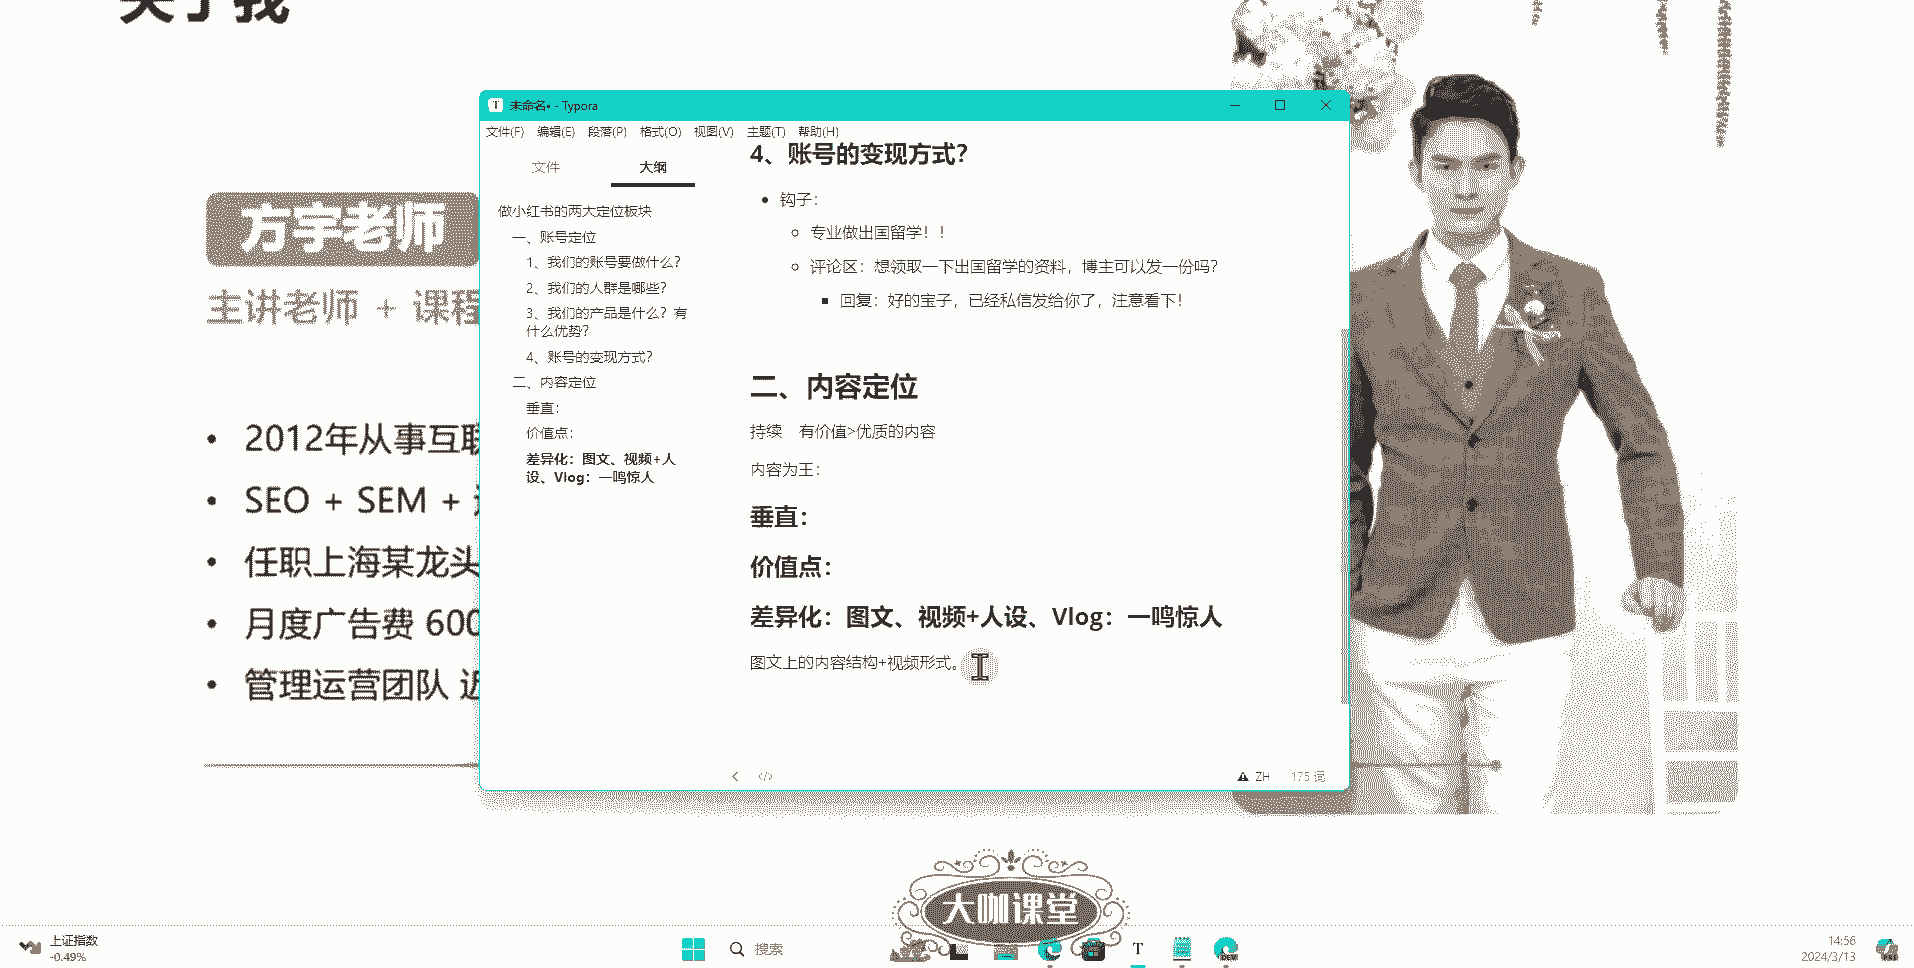 关于我
方宇老师
主讲老师 + 课程
• 2012年从事互联
• SEO + SEM +
• 任职上海某龙头
• 月度广告费 600
• 管理运营团队 近
T 未命名• - Typora
文件(F) 编辑(E) 段落(P) 格式(O) 视图(V) 主题(T) 帮助(H)
文件 大纲
做小红书的两大定位板块
一、账号定位
1、我们的账号要做什么？
2、我们的人群是哪些？
3、我们的产品是什么？有
什么优势？
4、账号的变现方式？
二、内容定位
垂直：
价值点：
差异化：图文、视频+人
设、Vlog：一鸣惊人
4、账号的变现方式？
• 钩子：
◦ 专业做出国留学！！
◦ 评论区：想领取一下出国留学的资料，博主可以发一份吗？
▪ 回复：好的宝子，已经私信发给你了，注意看下！
二、内容定位
持续 有价值>优质的内容
内容为王：
垂直：
价值点：
差异化：图文、视频+人设、Vlog：一鸣惊人
图文上的内容结构+视频形式。
</> ZH 175 词
大咖课堂
上证指数
-0.49%
搜索
T
DEV
14:56
2024/3/13
PRE